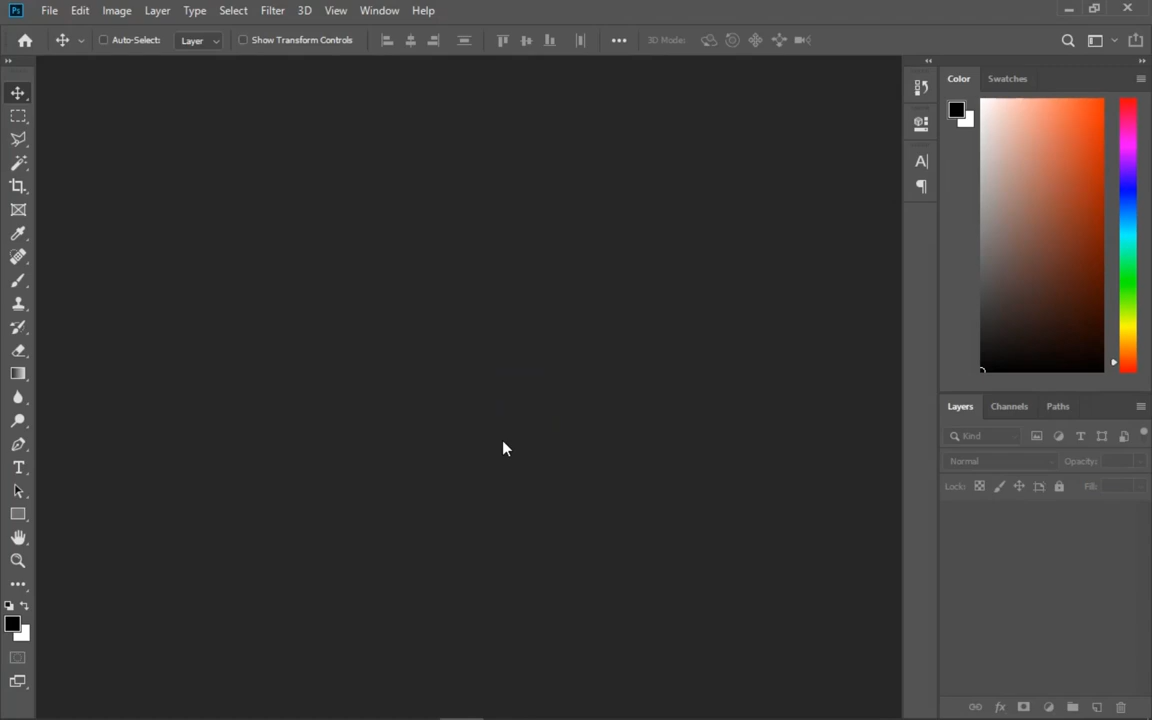 Ps File Edit Image Layer Type Select Filter 3D View Window Help
Auto-Select: Layer Show Transform Controls 3D Mode:
Color Swatches
A
Layers Channels Paths
Kind T
Normal Opacity:
Lock: Fill:
T
fx